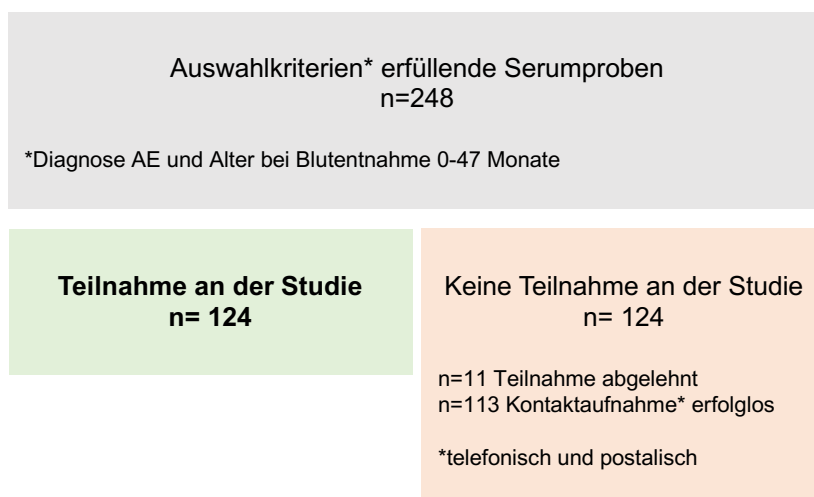 Auswahlkriterien* erfüllende Serumproben
n=248
*Diagnose AE und Alter bei Blutentnahme 0-47 Monate
Teilnahme an der Studie
n= 124
Keine Teilnahme an der Studie
n= 124
n=11 Teilnahme abgelehnt
n=113 Kontaktaufnahme* erfolglos
*telefonisch und postalisch